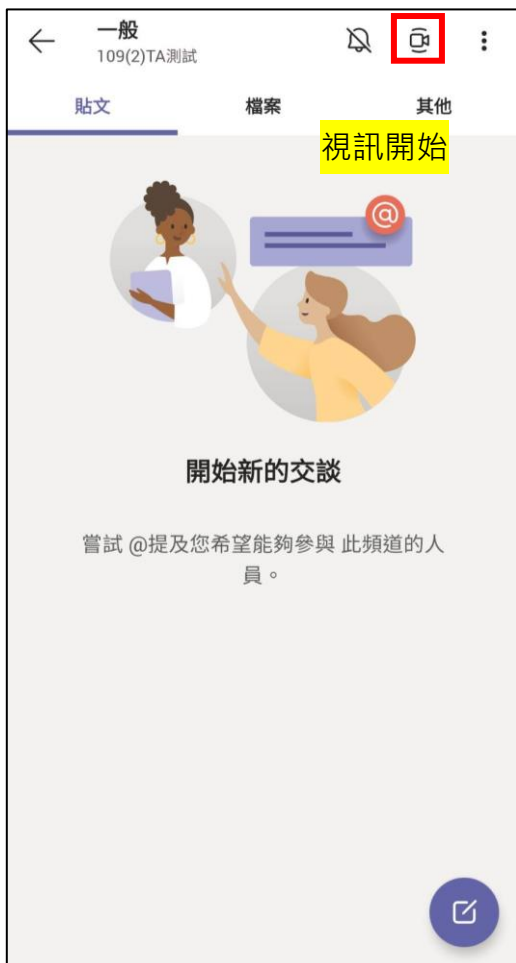 一般
109(2)TA測試
貼文 檔案 其他
視訊開始
@
開始新的交談
嘗試 @提及您希望能夠參與 此頻道的人
員。